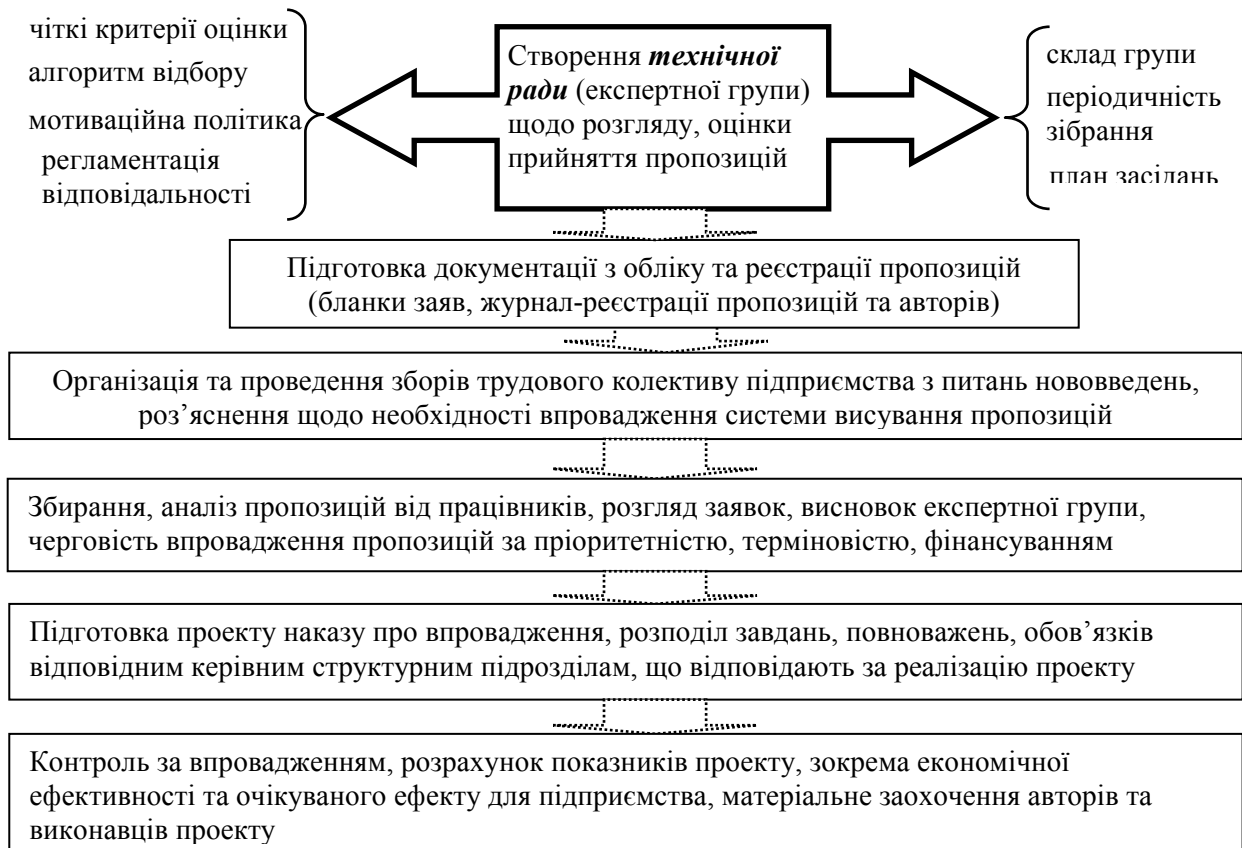 чіткі критерії оцінки
алгоритм відбору
мотиваційна політика
регламентація
відповідальності
Створення технічної
ради (експертної групи)
щодо розгляду, оцінки
прийняття пропозицій
склад групи
періодичність
зібрання
план засідань
Підготовка документації з обліку та реєстрації пропозицій
(бланки заяв, журнал-реєстрації пропозицій та авторів)
Організація та проведення зборів трудового колективу підприємства з питань нововведень,
роз’яснення щодо необхідності впровадження системи висування пропозицій
Збирання, аналіз пропозицій від працівників, розгляд заявок, висновок експертної групи,
черговість впровадження пропозицій за пріоритетністю, терміновістю, фінансуванням
Підготовка проекту наказу про впровадження, розподіл завдань, повноважень, обов’язків
відповідним керівним структурним підрозділам, що відповідають за реалізацію проекту
Контроль за впровадженням, розрахунок показників проекту, зокрема економічної
ефективності та очікуваного ефекту для підприємства, матеріальне заохочення авторів та
виконавців проекту